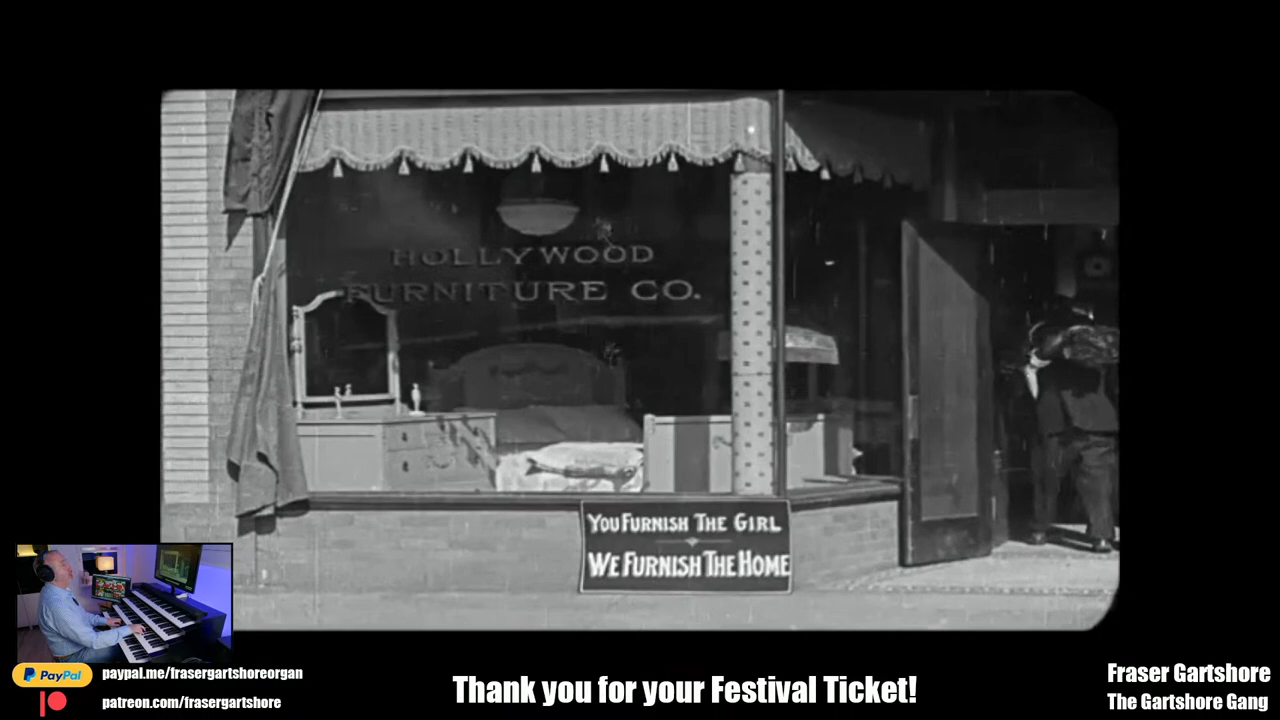 HOLLYWOOD
FURNITURE CO.
YOU FURNISH THE GIRL
WE FURNISH THE HOME
PayPal
paypal.me/frasergartshoreorgan
patreon.com/frasergartshore
Thank you for your Festival Ticket!
Fraser Gartshore
The Gartshore Gang